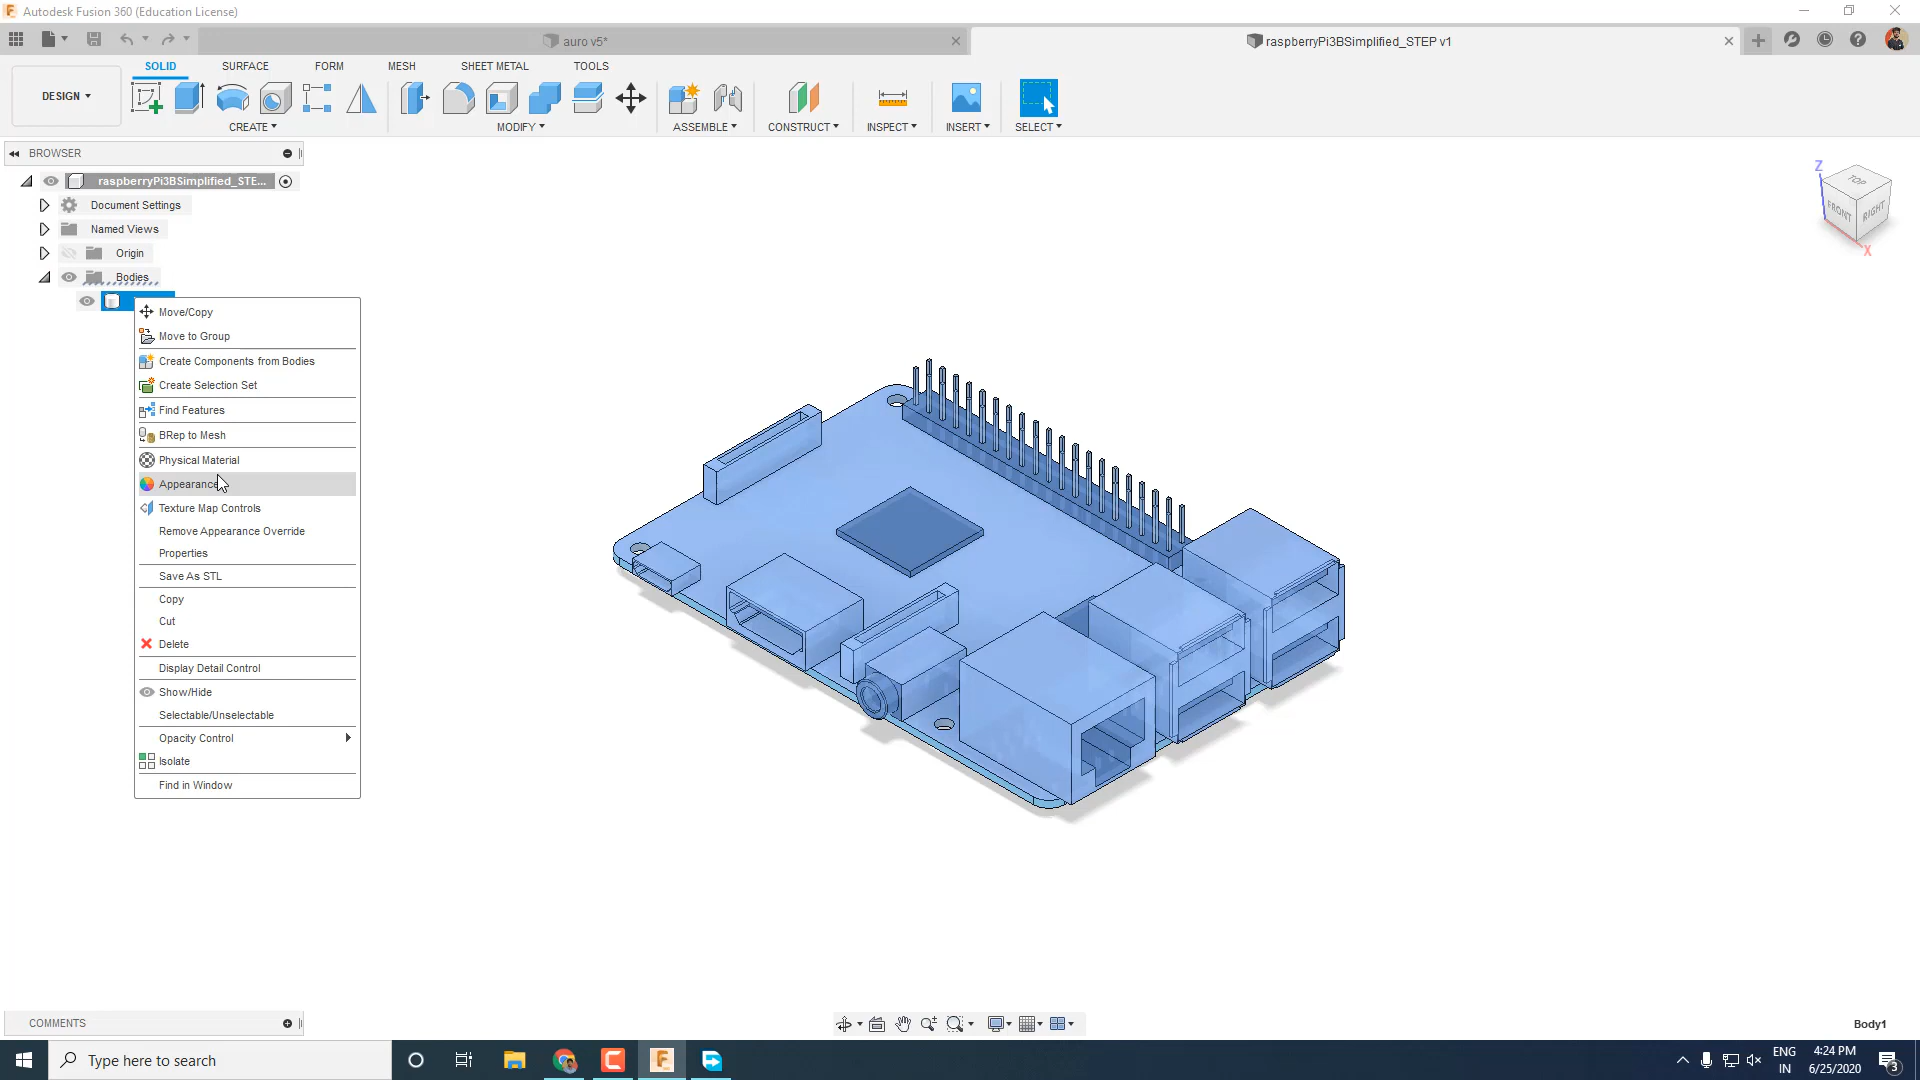 Autodesk Fusion 360 (Education License)
auro v5*
raspberryPi3BSimplified_STEP v1
SOLID SURFACE FORM MESH SHEET METAL TOOLS
DESIGN
CREATE MODIFY ASSEMBLE CONSTRUCT INSPECT INSERT SELECT
BROWSER
raspberryPi3BSimplified_STE...
Document Settings
Named Views
Origin
Bodies
Move/Copy
Move to Group
Create Components from Bodies
Create Selection Set
Find Features
BRep to Mesh
Physical Material
Appearance
Texture Map Controls
Remove Appearance Override
Properties
Save As STL
Copy
Cut
Delete
Display Detail Control
Show/Hide
Selectable/Unselectable
Opacity Control
Isolate
Find in Window
Z
TOP
FRONT
RIGHT
X
COMMENTS
Body1
Type here to search
ENG
IN
4:24 PM
6/25/2020
3